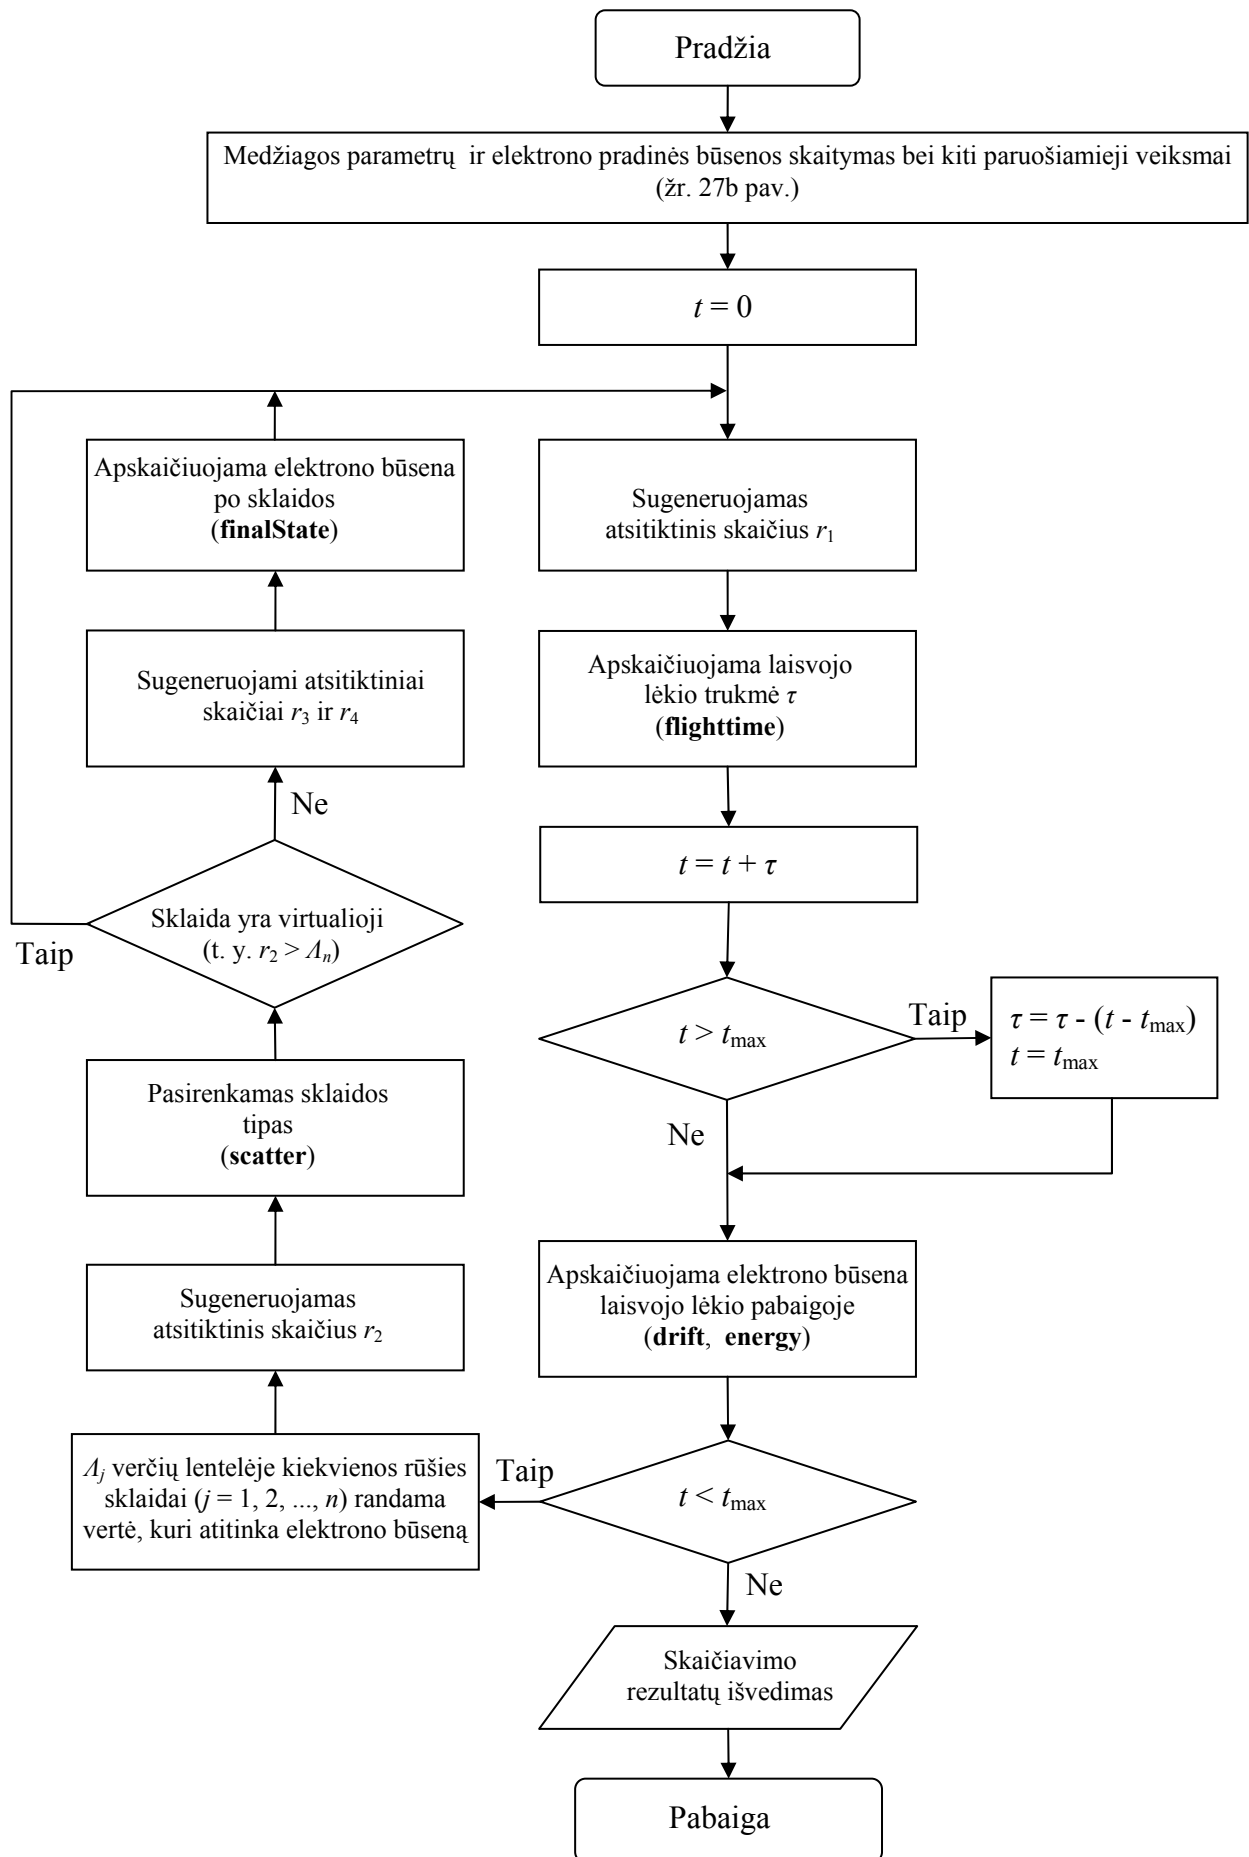 Pradžia
Medžiagos parametrų ir elektrono pradinės būsenos skaitymas bei kiti paruošiamieji veiksmai
(žr. 27b pav.)
t = 0
Sugeneruojamas
atsitiktinis skaičius r₁
Apskaičiuojama laisvojo
lėkio trukmė τ
(flighttime)
t = t + τ
t > tmax
Taip
τ = τ - (t - tmax)
t = tmax
Ne
Apskaičiuojama elektrono būsena
laisvojo lėkio pabaigoje
(drift, energy)
t < tmax
Taip
Λj verčių lentelėje kiekvienos rūšies
sklaidai (j = 1, 2, ..., n) randama
vertė, kuri atitinka elektrono būseną
Sugeneruojamas
atsitiktinis skaičius r₂
Pasirenkamas sklaidos
tipas
(scatter)
Sklaida yra virtualioji
(t. y. r₂ > Λn)
Taip
Ne
Sugeneruojami atsitiktiniai
skaičiai r₃ ir r₄
Apskaičiuojama elektrono būsena
po sklaidos
(finalState)
Ne
Skaičiavimo
rezultatų išvedimas
Pabaiga